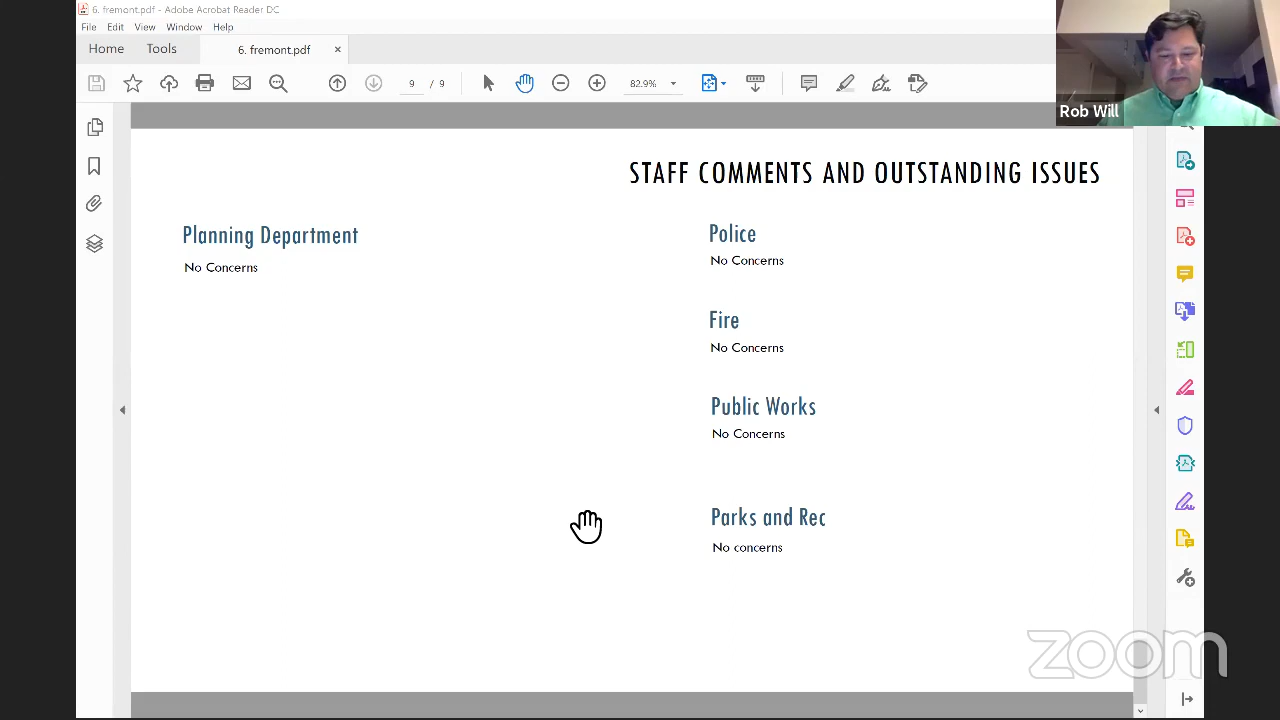 6. fremont.pdf - Adobe Acrobat Reader DC
File Edit View Window Help
Home Tools 6. fremont.pdf ×
9 / 9 82.9%
Rob Will
STAFF COMMENTS AND OUTSTANDING ISSUES
Planning Department
No Concerns
Police
No Concerns
Fire
No Concerns
Public Works
No Concerns
Parks and Rec
No concerns
zoom